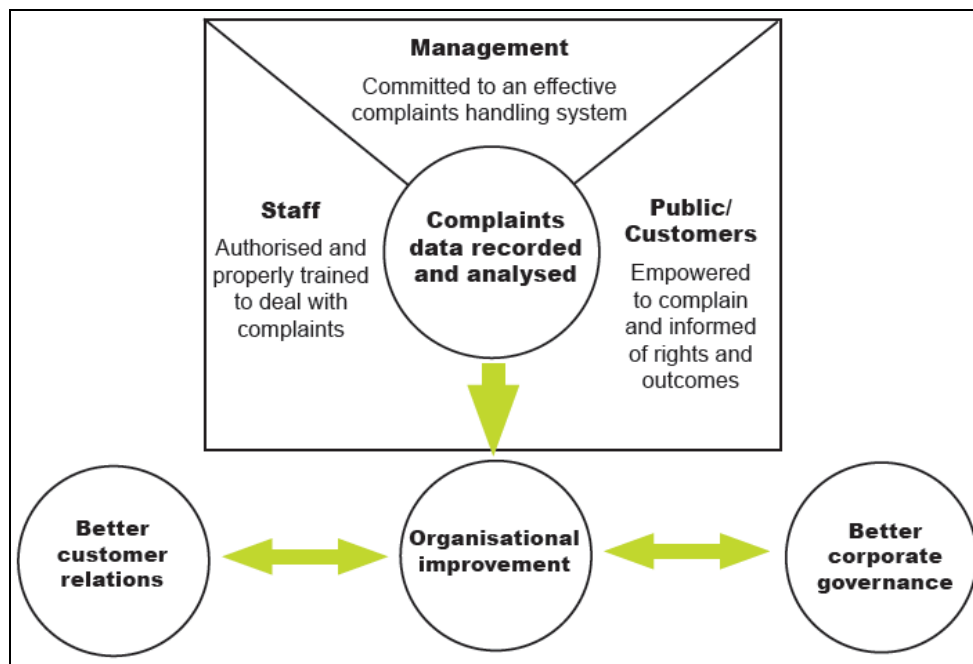 Management
Committed to an effective
complaints handling system
Staff
Authorised and
properly trained
to deal with
complaints
Complaints
data recorded
and analysed
Public/
Customers
Empowered
to complain
and informed
of rights and
outcomes
Better
customer
relations
Organisational
improvement
Better
corporate
governance